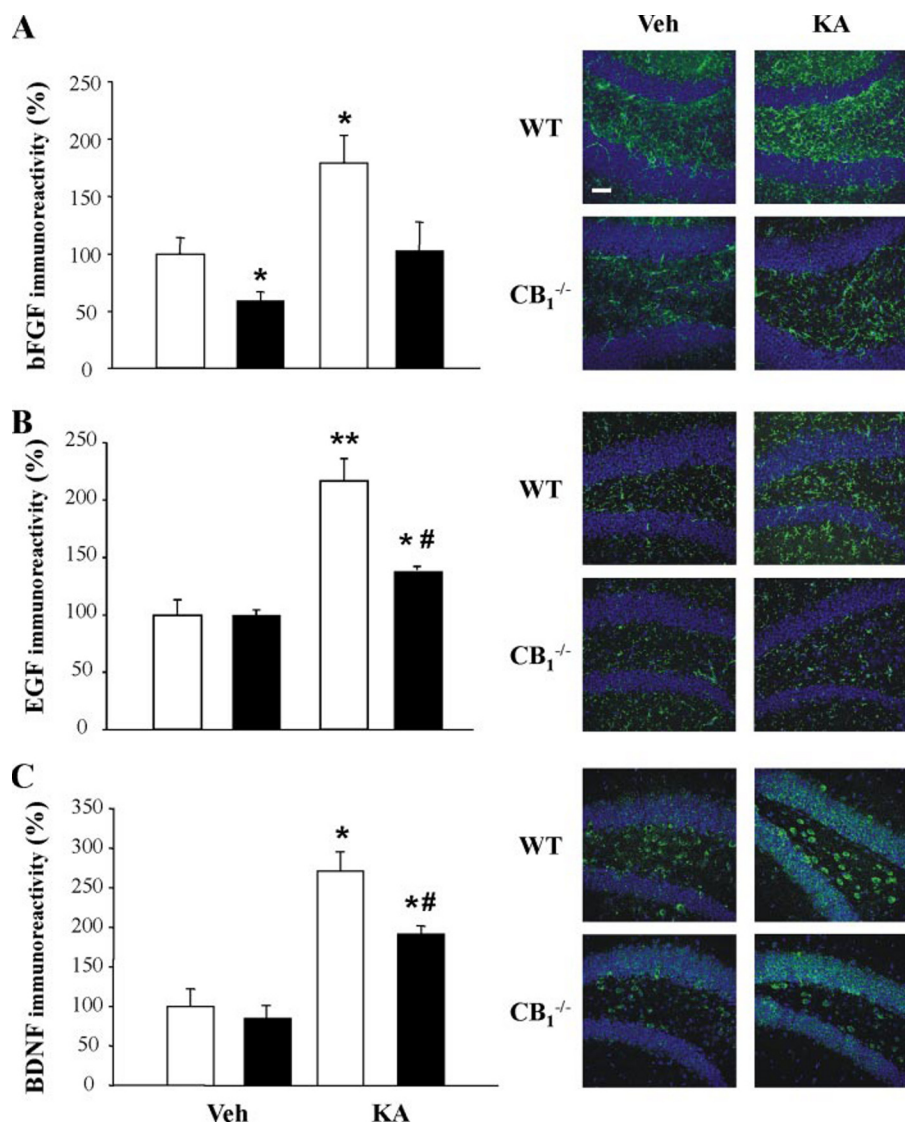 A
Veh KA
bFGF immunoreactivity (%)
250
200
150
100
50
0
*
*
WT
CB1-/-
B
EGF immunoreactivity (%)
250
200
150
100
50
0
**
* #
WT
CB1-/-
C
BDNF immunoreactivity (%)
350
300
250
200
150
100
50
0
*
*#
WT
CB1-/-
Veh KA